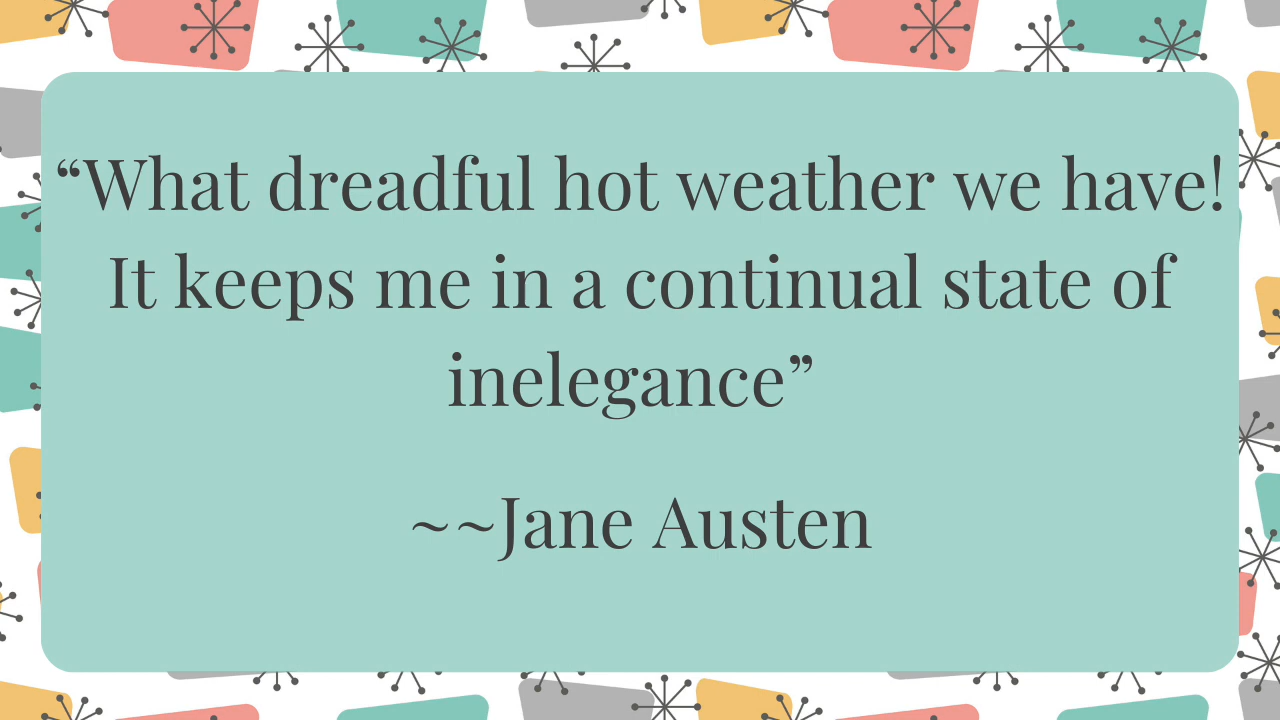 “What dreadful hot weather we have!
It keeps me in a continual state of
inelegance”
~~Jane Austen